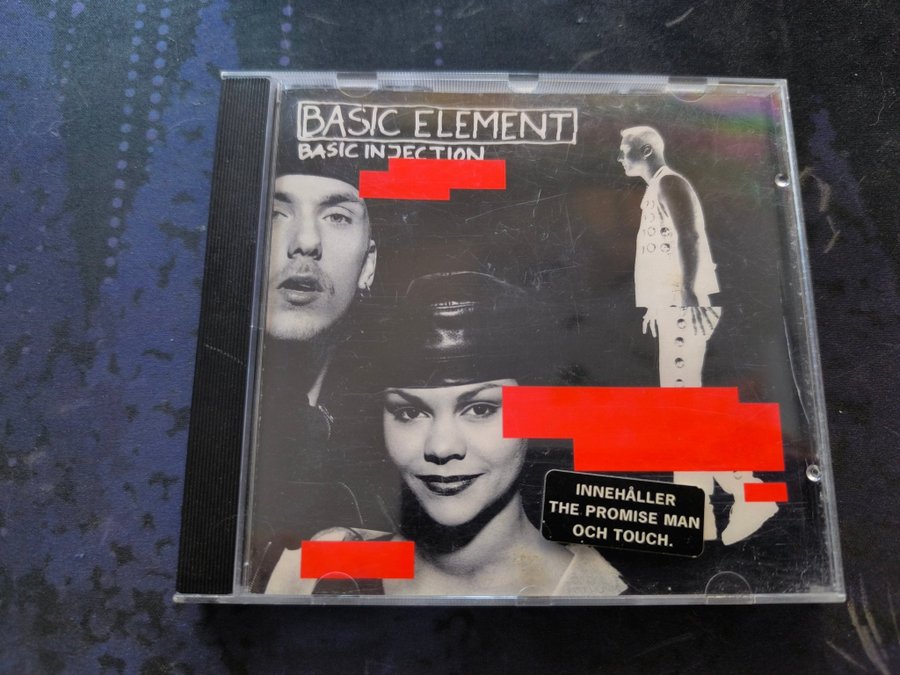 BASIC ELEMENT
BASIC INJECTION
INNEHÅLLER
THE PROMISE MAN
OCH TOUCH.